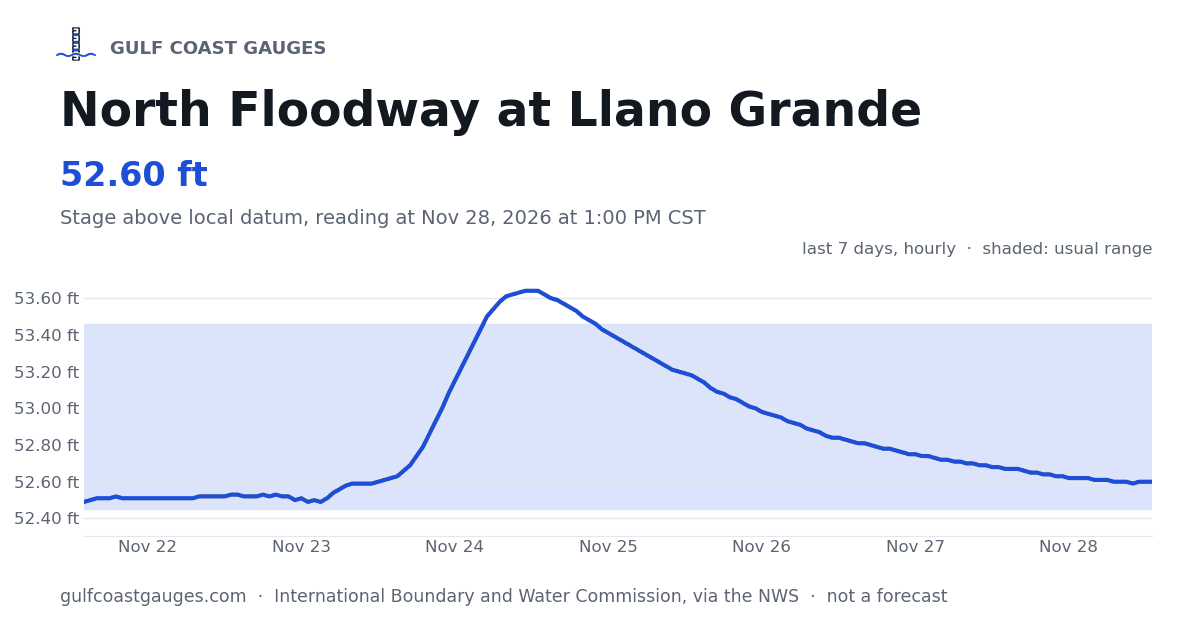 GULF COAST GAUGES
North Floodway at Llano Grande
52.60 ft
Stage above local datum, reading at Nov 28, 2026 at 1:00 PM CST
last 7 days, hourly · shaded: usual range
53.60 ft
53.40 ft
53.20 ft
53.00 ft
52.80 ft
52.60 ft
52.40 ft
Nov 22 Nov 23 Nov 24 Nov 25 Nov 26 Nov 27 Nov 28
gulfcoastgauges.com · International Boundary and Water Commission, via the NWS · not a forecast